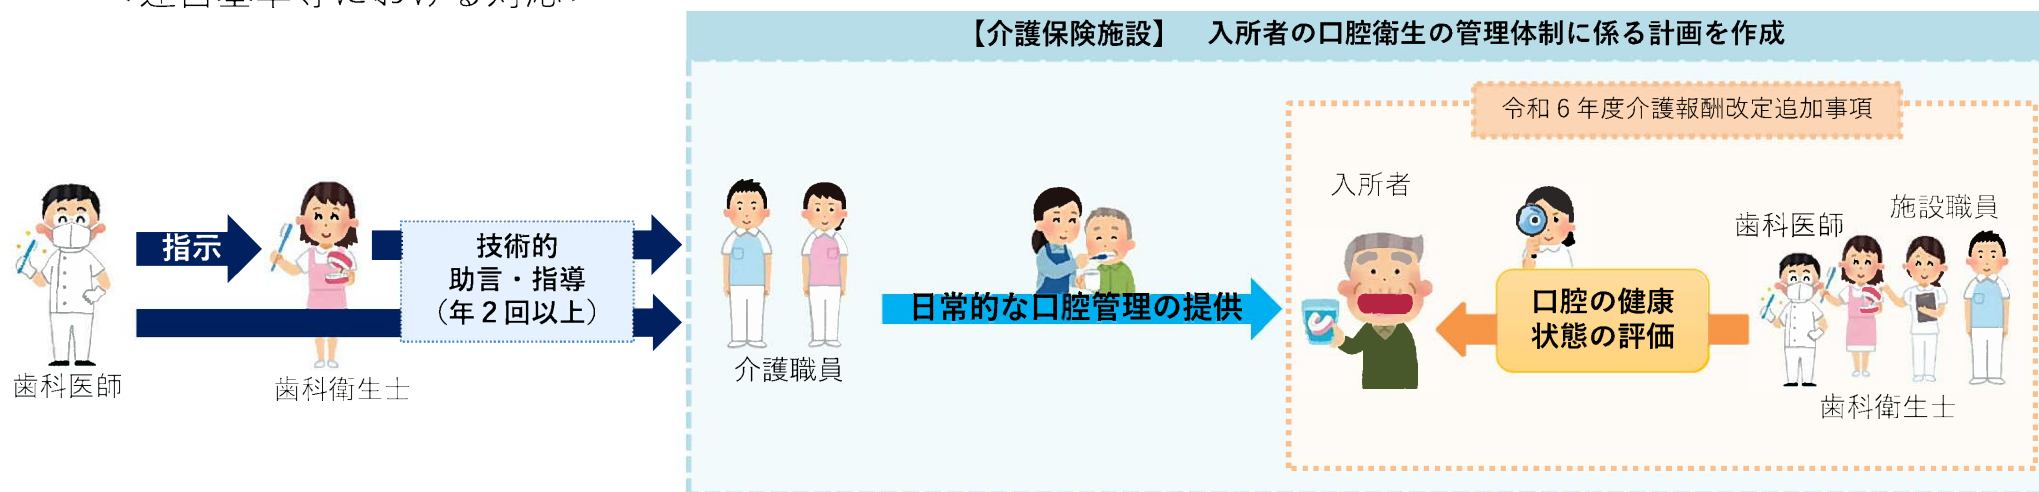 【介護保険施設】　入所者の口腔衛生の管理体制に係る計画を作成
令和６年度介護報酬改定追加事項
指示
技術的
助言・指導
（年２回以上）
歯科医師
歯科衛生士
介護職員
日常的な口腔管理の提供
入所者
口腔の健康
状態の評価
歯科医師
施設職員
歯科衛生士